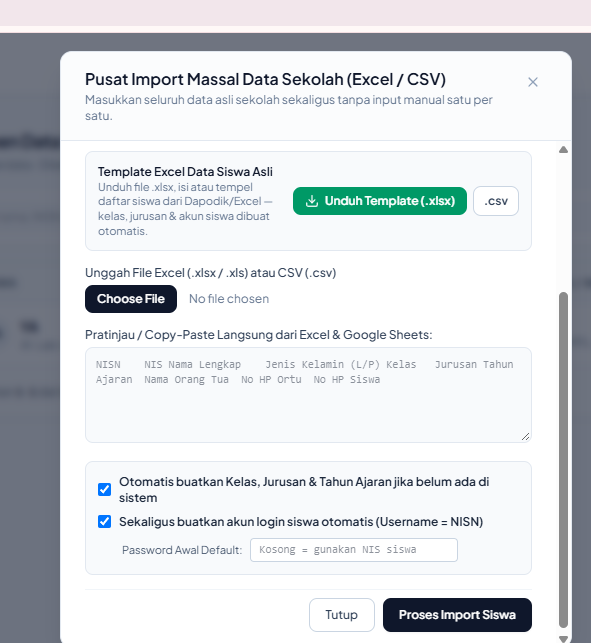 Pusat Import Massal Data Sekolah (Excel / CSV)
Masukkan seluruh data asli sekolah sekaligus tanpa input manual satu per
satu.
Template Excel Data Siswa Asli
Unduh file .xlsx, isi atau tempel
daftar siswa dari Dapodik/Excel —
kelas, jurusan & akun siswa dibuat
otomatis.
Unduh Template (.xlsx)
.csv
Unggah File Excel (.xlsx / .xls) atau CSV (.csv)
Choose File
No file chosen
Pratinjau / Copy-Paste Langsung dari Excel & Google Sheets:
NISN NIS Nama Lengkap Jenis Kelamin (L/P) Kelas Jurusan Tahun
Ajaran Nama Orang Tua No HP Ortu No HP Siswa
Otomatis buatkan Kelas, Jurusan & Tahun Ajaran jika belum ada di
sistem
Sekaligus buatkan akun login siswa otomatis (Username = NISN)
Password Awal Default:
Kosong = gunakan NIS siswa
Tutup
Proses Import Siswa